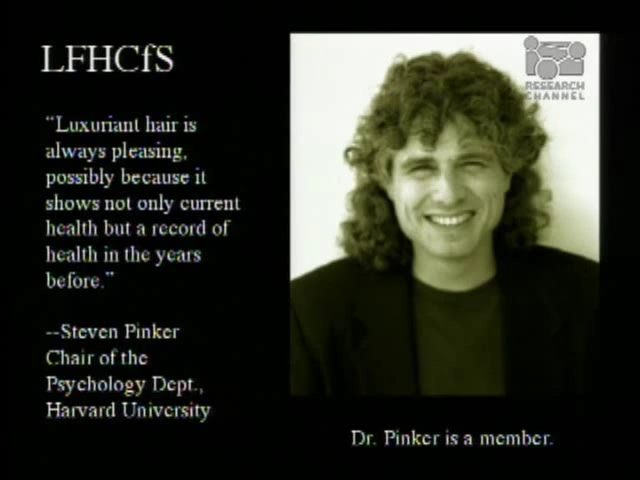 LFHCfS
RESEARCH
CHANNEL
“Luxuriant hair is
always pleasing,
possibly because it
shows not only current
health but a record of
health in the years
before.”
--Steven Pinker
Chair of the
Psychology Dept.,
Harvard University
Dr. Pinker is a member.